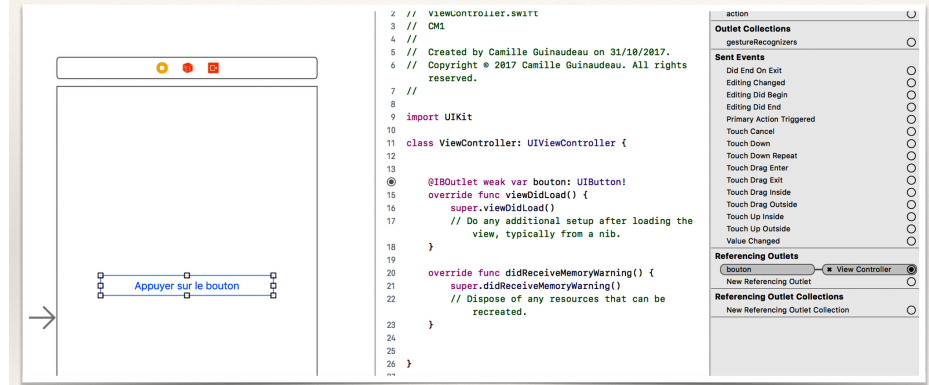 Appuyer sur le bouton
2 // ViewController.swift
3 // CM1
4 //
5 // Created by Camille Guinaudeau on 31/10/2017.
6 // Copyright © 2017 Camille Guinaudeau. All rights
reserved.
7 //
8
9 import UIKit
10
11 class ViewController: UIViewController {
12
13
@IBOutlet weak var bouton: UIButton!
15 override func viewDidLoad() {
16 super.viewDidLoad()
17 // Do any additional setup after loading the
view, typically from a nib.
18 }
19
20 override func didReceiveMemoryWarning() {
21 super.didReceiveMemoryWarning()
22 // Dispose of any resources that can be
recreated.
23 }
24
25
26 }
action
Outlet Collections
gestureRecognizers
Sent Events
Did End On Exit
Editing Changed
Editing Did Begin
Editing Did End
Primary Action Triggered
Touch Cancel
Touch Down
Touch Down Repeat
Touch Drag Enter
Touch Drag Exit
Touch Drag Inside
Touch Drag Outside
Touch Up Inside
Touch Up Outside
Value Changed
Referencing Outlets
bouton ✖ View Controller
New Referencing Outlet
Referencing Outlet Collections
New Referencing Outlet Collection